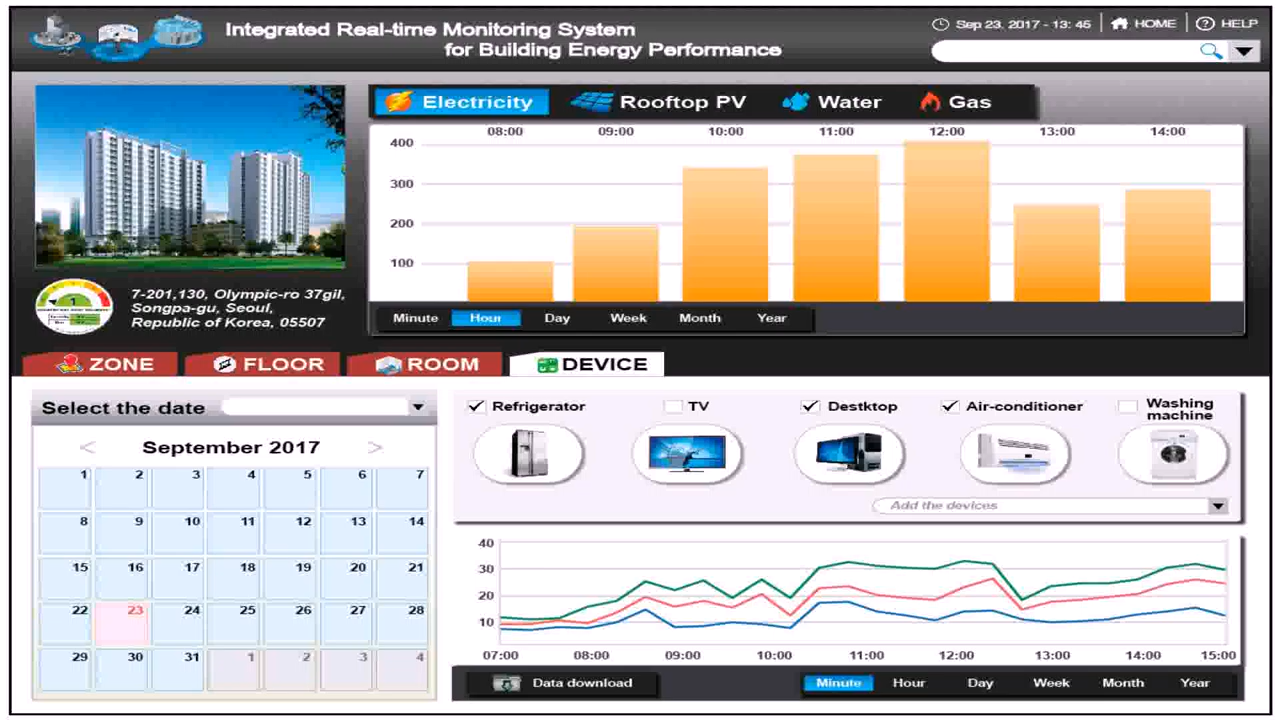 Integrated Real-time Monitoring System
for Building Energy Performance
Sep 23, 2017 - 13: 45 HOME HELP
Electricity Rooftop PV Water Gas
08:00 09:00 10:00 11:00 12:00 13:00 14:00
400
300
200
100
Minute Hour Day Week Month Year
1
7-201,130, Olympic-ro 37gil,
Songpa-gu, Seoul,
Republic of Korea, 05507
ZONE FLOOR ROOM DEVICE
Select the date
< September 2017 >
1 2 3 4 5 6 7
8 9 10 11 12 13 14
15 16 17 18 19 20 21
22 23 24 25 26 27 28
29 30 31 1 2 3 4
Refrigerator TV Destktop Air-conditioner Washing
machine
Add the devices
40
30
20
10
07:00 08:00 09:00 10:00 11:00 12:00 13:00 14:00 15:00
Data download Minute Hour Day Week Month Year